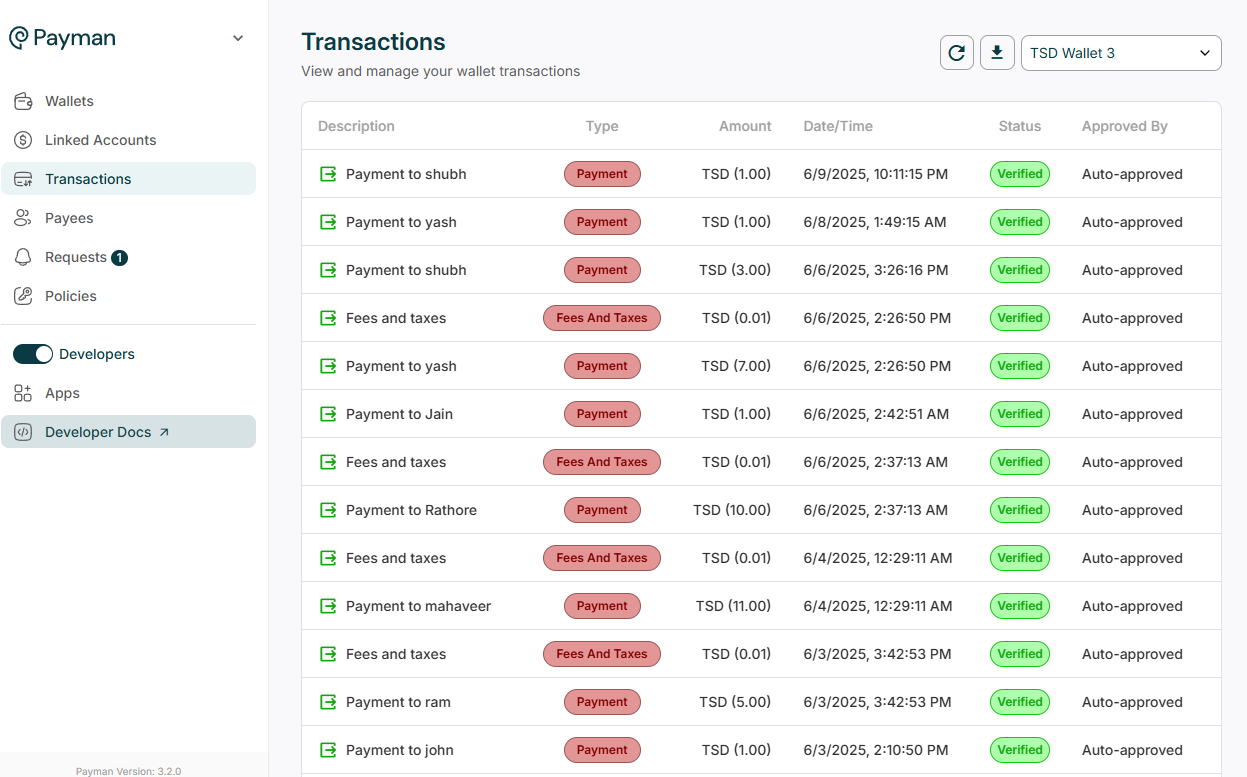 Payman
Wallets
Linked Accounts
Transactions
Payees
Requests 1
Policies
Developers
Apps
Developer Docs ↗
Payman Version: 3.2.0
Transactions
View and manage your wallet transactions
TSD Wallet 3
Description Type Amount Date/Time Status Approved By
Payment to shubh Payment TSD (1.00) 6/9/2025, 10:11:15 PM Verified Auto-approved
Payment to yash Payment TSD (1.00) 6/8/2025, 1:49:15 AM Verified Auto-approved
Payment to shubh Payment TSD (3.00) 6/6/2025, 3:26:16 PM Verified Auto-approved
Fees and taxes Fees And Taxes TSD (0.01) 6/6/2025, 2:26:50 PM Verified Auto-approved
Payment to yash Payment TSD (7.00) 6/6/2025, 2:26:50 PM Verified Auto-approved
Payment to Jain Payment TSD (1.00) 6/6/2025, 2:42:51 AM Verified Auto-approved
Fees and taxes Fees And Taxes TSD (0.01) 6/6/2025, 2:37:13 AM Verified Auto-approved
Payment to Rathore Payment TSD (10.00) 6/6/2025, 2:37:13 AM Verified Auto-approved
Fees and taxes Fees And Taxes TSD (0.01) 6/4/2025, 12:29:11 AM Verified Auto-approved
Payment to mahaveer Payment TSD (11.00) 6/4/2025, 12:29:11 AM Verified Auto-approved
Fees and taxes Fees And Taxes TSD (0.01) 6/3/2025, 3:42:53 PM Verified Auto-approved
Payment to ram Payment TSD (5.00) 6/3/2025, 3:42:53 PM Verified Auto-approved
Payment to john Payment TSD (1.00) 6/3/2025, 2:10:50 PM Verified Auto-approved